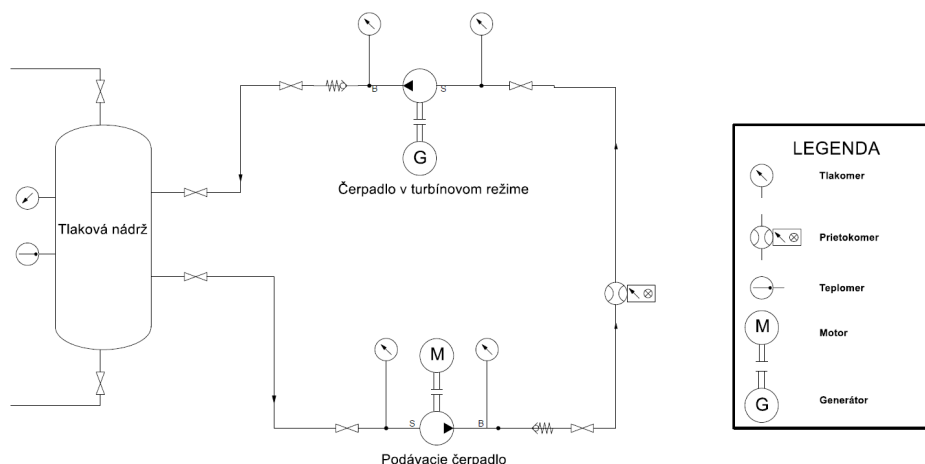 B
S
G
Čerpadlo v turbínovom režime
Tlaková nádrž
M
S
B
Podávacie čerpadlo
LEGENDA
Tlakomer
Prietokomer
Teplomer
M
Motor
G
Generátor